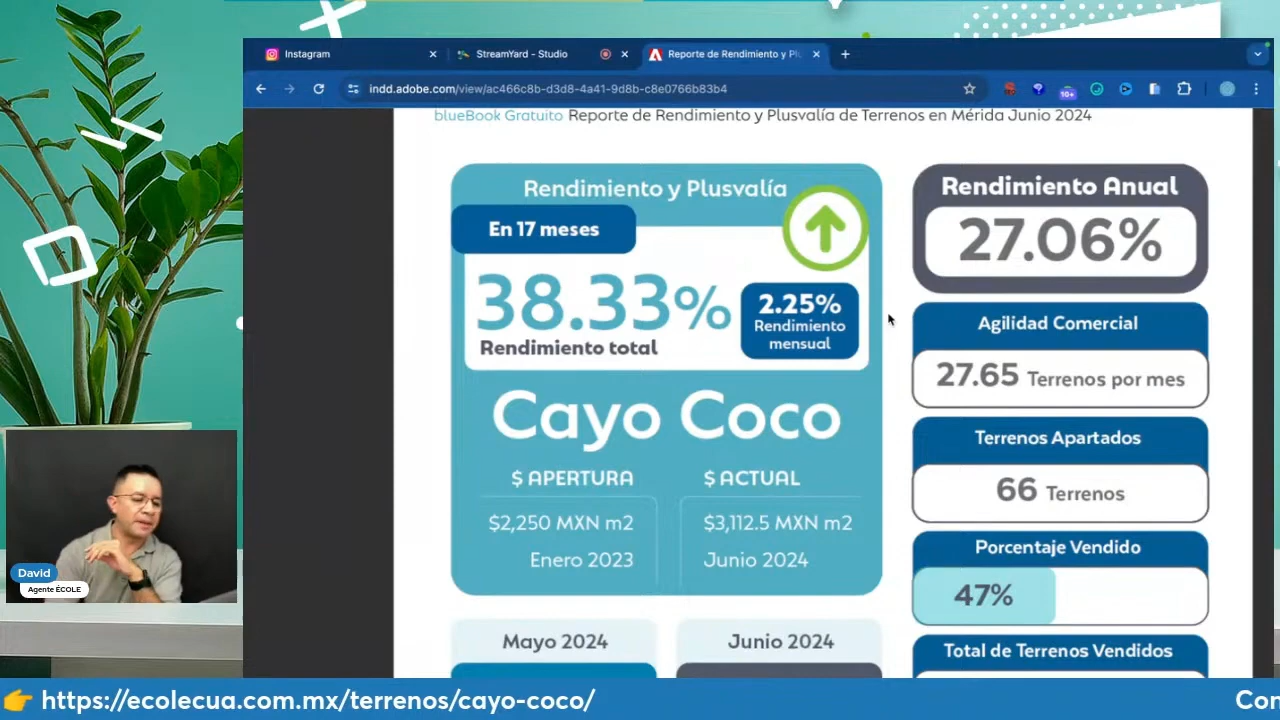 Instagram
StreamYard - Studio
Reporte de Rendimiento y Pl
indd.adobe.com/view/ac466c8b-d3d8-4a41-9d8b-c8e0766b83b4
10+
blueBook Gratuito Reporte de Rendimiento y Plusvalía de Terrenos en Mérida Junio 2024
Rendimiento y Plusvalía
En 17 meses
38.33%
Rendimiento total
2.25%
Rendimiento
mensual
Cayo Coco
$ APERTURA
$2,250 MXN m2
Enero 2023
$ ACTUAL
$3,112.5 MXN m2
Junio 2024
Mayo 2024
Junio 2024
Rendimiento Anual
27.06%
Agilidad Comercial
27.65 Terrenos por mes
Terrenos Apartados
66 Terrenos
Porcentaje Vendido
47%
Total de Terrenos Vendidos
David
Agente ÉCOLE
👉 https://ecolecua.com.mx/terrenos/cayo-coco/
Con